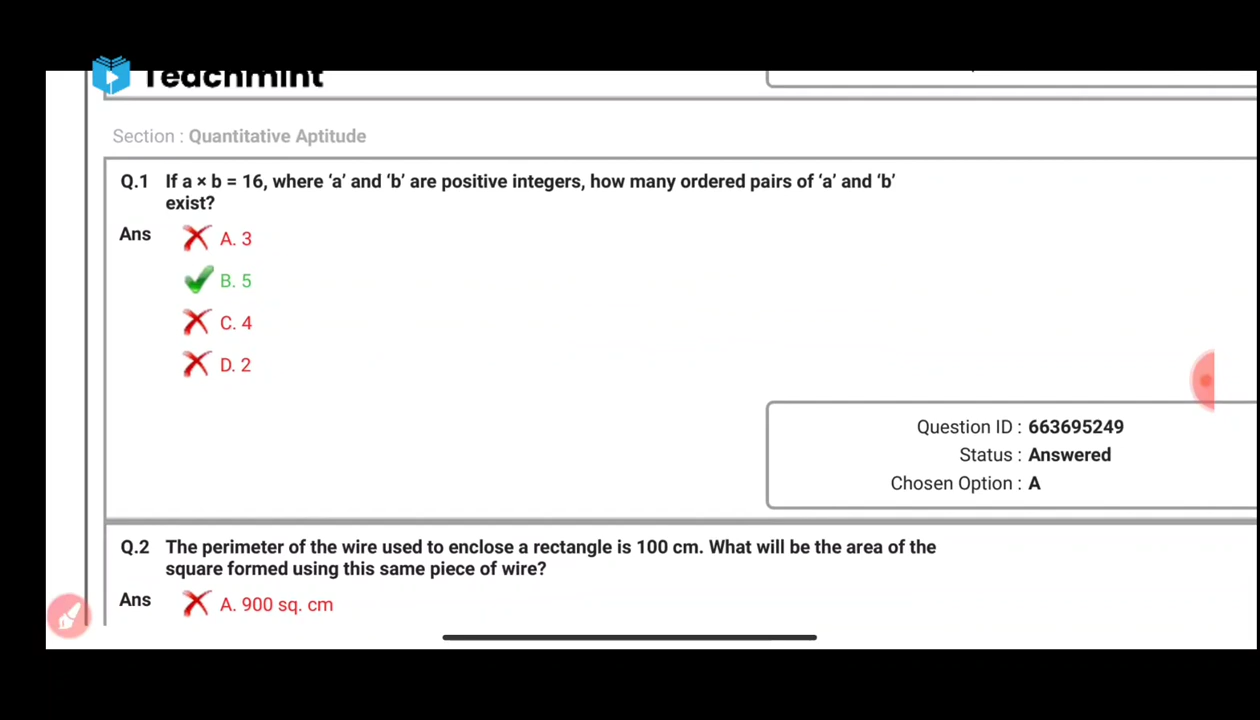 Teachmint
Section : Quantitative Aptitude
Q.1 If a × b = 16, where ‘a’ and ‘b’ are positive integers, how many ordered pairs of ‘a’ and ‘b’
exist?
Ans A. 3
B. 5
C. 4
D. 2
Question ID : 663695249
Status : Answered
Chosen Option : A
Q.2 The perimeter of the wire used to enclose a rectangle is 100 cm. What will be the area of the
square formed using this same piece of wire?
Ans A. 900 sq. cm